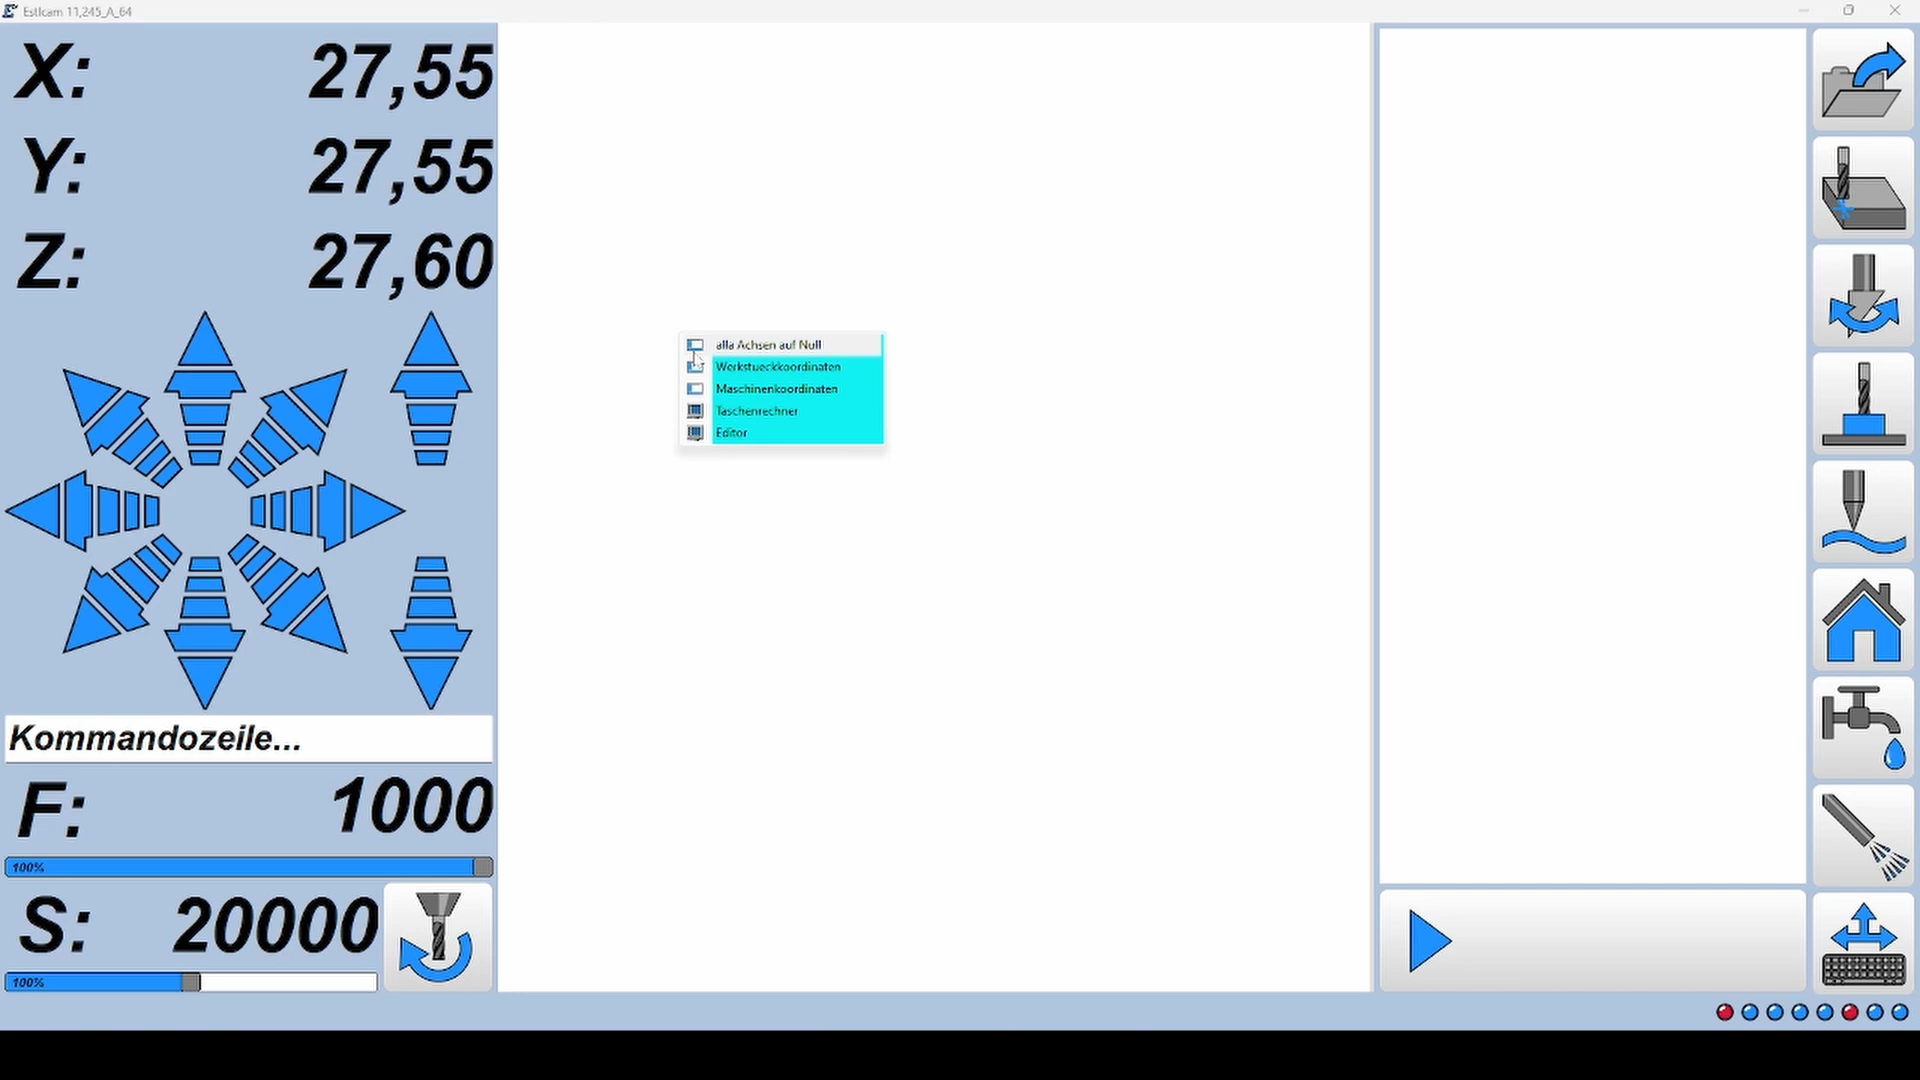 Estlcam 11,245_A_64
X: 27,55
Y: 27,55
Z: 27,60
alla Achsen auf Null
Werkstueckkoordinaten
Maschinenkoordinaten
Taschenrechner
Editor
Kommandozeile...
F: 1000
100%
S: 20000
100%